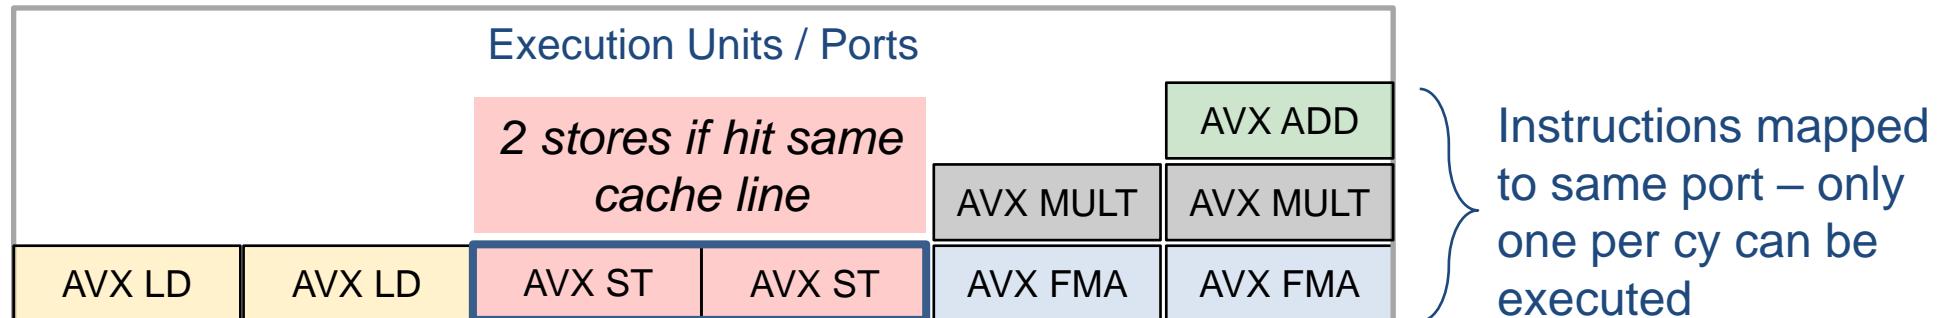 Execution Units / Ports
2 stores if hit same
cache line
AVX ADD
AVX MULT
AVX MULT
AVX LD
AVX LD
AVX ST
AVX ST
AVX FMA
AVX FMA
Instructions mapped
to same port – only
one per cy can be
executed